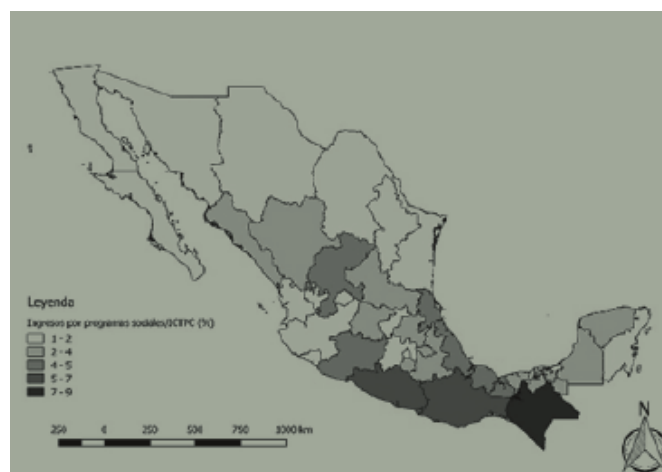 Leyenda
Ingresos por programas sociales/ICTPC (%)
1 - 2
2 - 4
4 - 5
5 - 7
7 - 9
250 0 250 500 750 1000 km
N